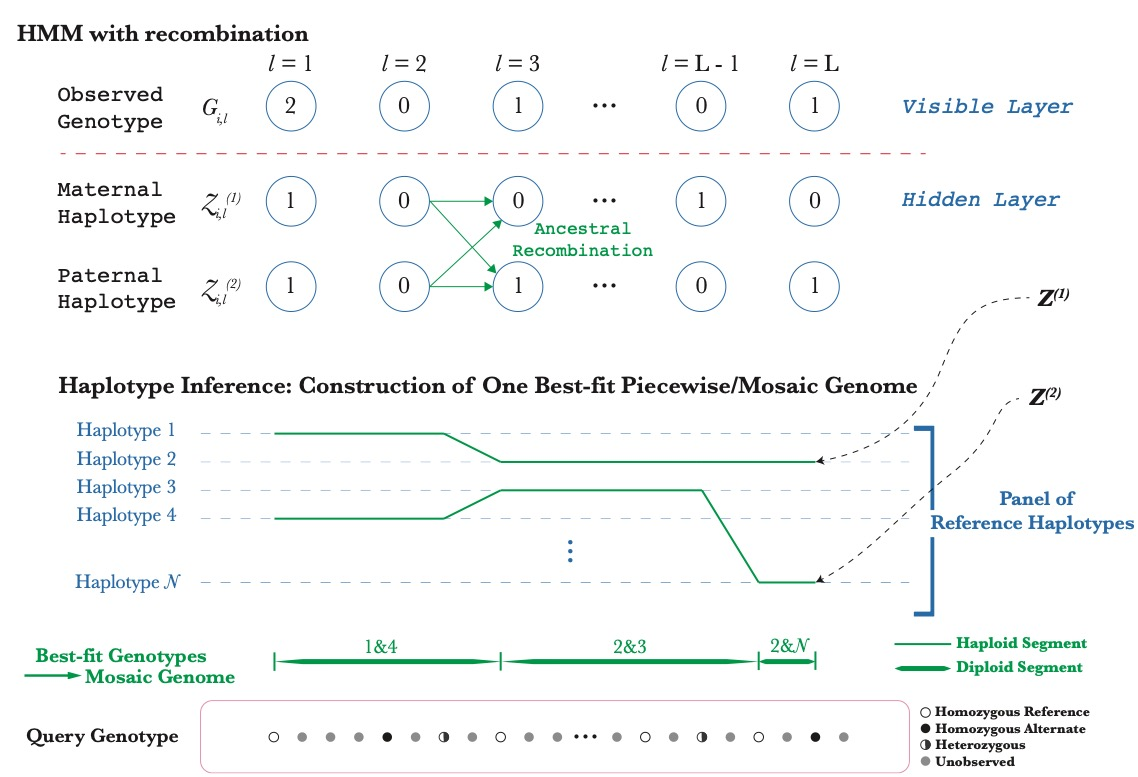 HMM with recombination
l = 1 l = 2 l = 3 l = L - 1 l = L
Observed
Genotype
G i,l
2 0 1 ... 0 1
Visible Layer
Maternal
Haplotype
Z i,l (1)
1 0 0 ... 1 0
Hidden Layer
Ancestral
Recombination
Paternal
Haplotype
Z i,l (2)
1 0 1 ... 0 1
Z(1)
Haplotype Inference: Construction of One Best-fit Piecewise/Mosaic Genome
Z(2)
Haplotype 1
Haplotype 2
Haplotype 3
Haplotype 4
Haplotype N
Panel of
Reference Haplotypes
Best-fit Genotypes
Mosaic Genome
1&4 2&3 2&N
Haploid Segment
Diploid Segment
Query Genotype
...
Homozygous Reference
Homozygous Alternate
Heterozygous
Unobserved